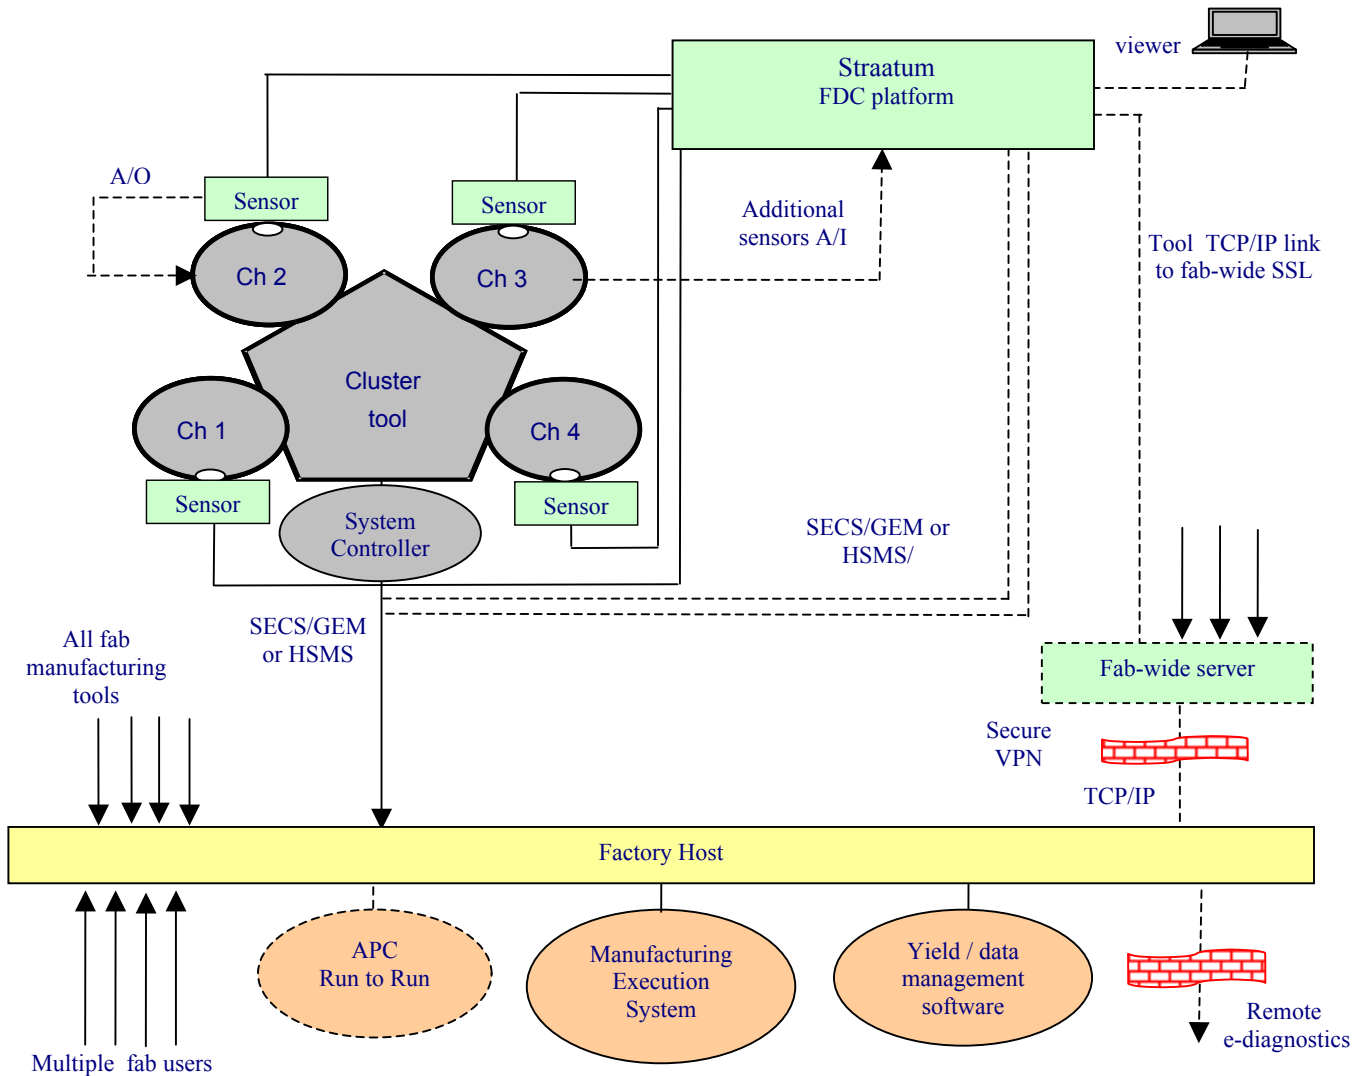 viewer
Straatum
FDC platform
A/O
Sensor
Sensor
Additional
sensors A/I
Tool  TCP/IP link
to fab-wide SSL
Ch 2
Ch 3
Cluster
tool
Ch 1
Ch 4
Sensor
Sensor
System
Controller
SECS/GEM or
HSMS/
SECS/GEM
or HSMS
All fab
manufacturing
tools
Fab-wide server
Secure
VPN
TCP/IP
Factory Host
APC
Run to Run
Manufacturing
Execution
System
Yield / data
management
software
Remote
e-diagnostics
Multiple  fab users